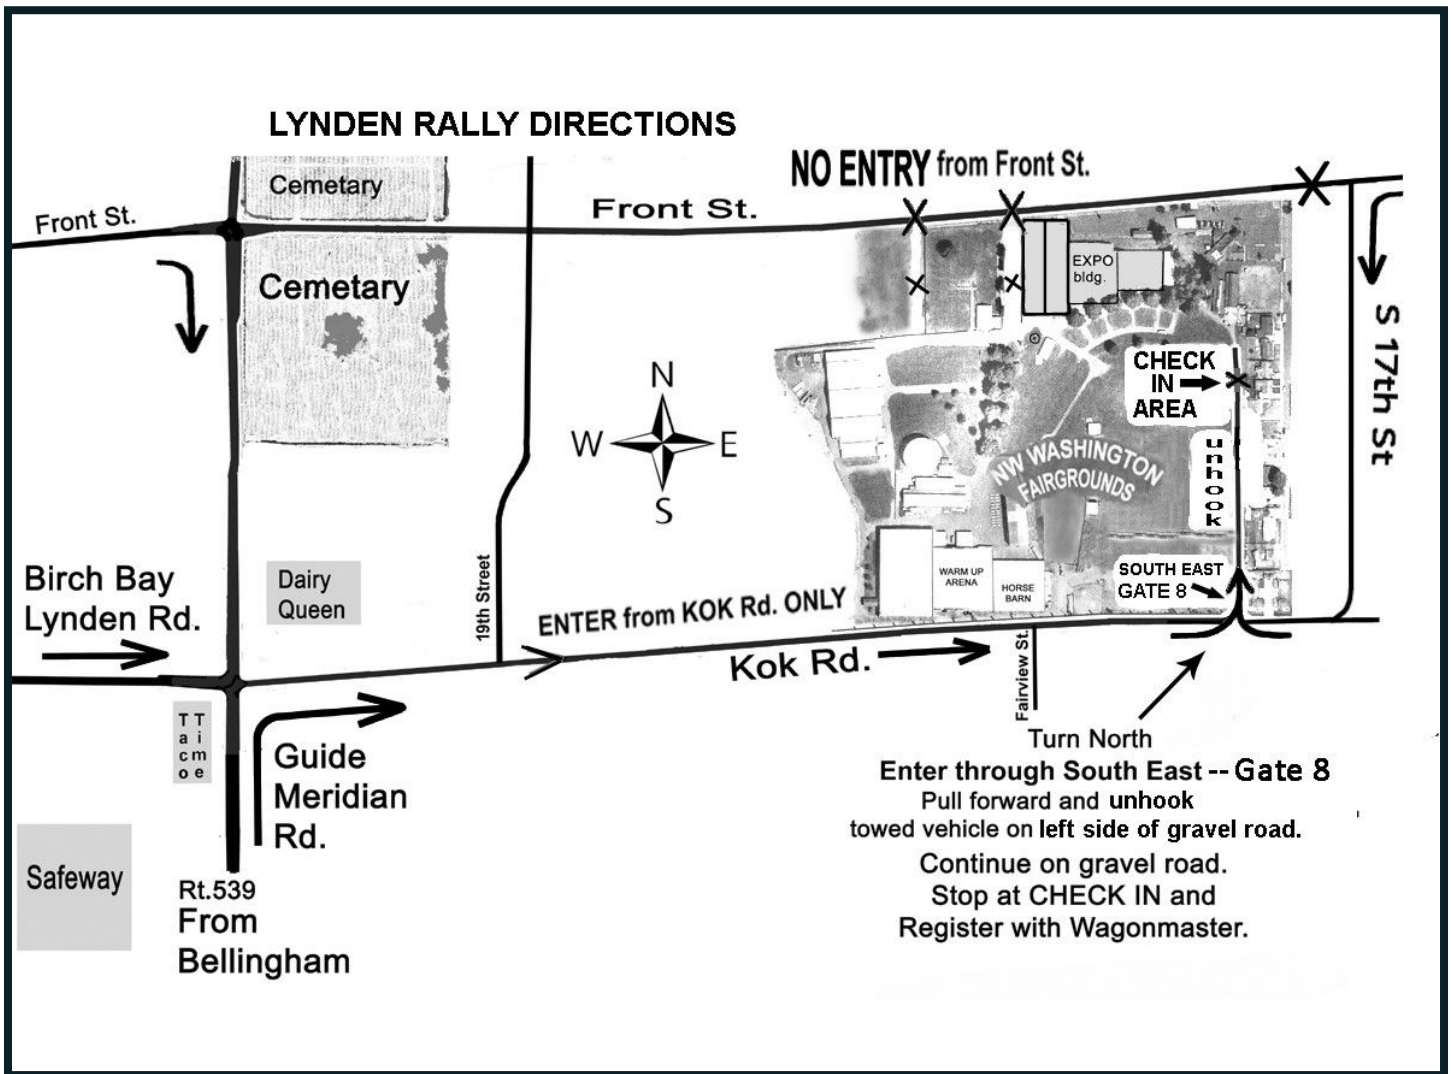 LYNDEN RALLY DIRECTIONS
Cemetary
NO ENTRY from Front St.
Front St.
Front St.
Cemetary
EXPO
bldg.
S 17th St
CHECK
IN
AREA
N
W E
S
unhook
NW WASHINGTON
FAIRGROUNDS
Birch Bay
Lynden Rd.
Dairy
Queen
19th Street
WARM UP
ARENA
HORSE
BARN
SOUTH EAST
GATE 8
ENTER from KOK Rd. ONLY
Kok Rd.
Fairview St.
Taco
Time
Guide
Meridian
Rd.
Safeway
Rt.539
From
Bellingham
Turn North
Enter through South East -- Gate 8
Pull forward and unhook
towed vehicle on left side of gravel road.
Continue on gravel road.
Stop at CHECK IN and
Register with Wagonmaster.